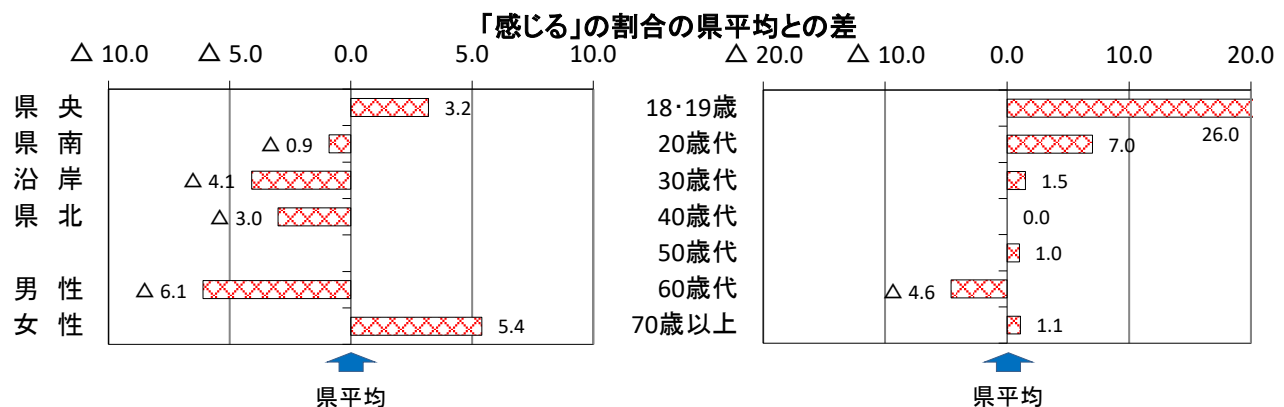 「感じる」の割合の県平均との差
△ 10.0 △ 5.0 0.0 5.0 10.0
県 央 3.2
県 南 △ 0.9
沿 岸 △ 4.1
県 北 △ 3.0
男 性 △ 6.1
女 性 5.4
県平均
△ 20.0 △ 10.0 0.0 10.0 20.0
18・19歳 26.0
20歳代 7.0
30歳代 1.5
40歳代 0.0
50歳代 1.0
60歳代 △ 4.6
70歳以上 1.1
県平均